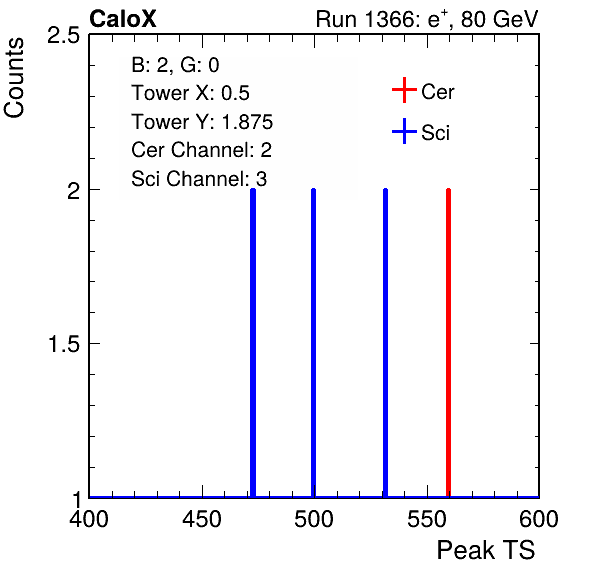 CaloX Run 1366: e+, 80 GeV
Counts
2.5
B: 2, G: 0
Tower X: 0.5
Tower Y: 1.875
Cer Channel: 2
Sci Channel: 3
Cer
Sci
2
1.5
1
400 450 500 550 600
Peak TS